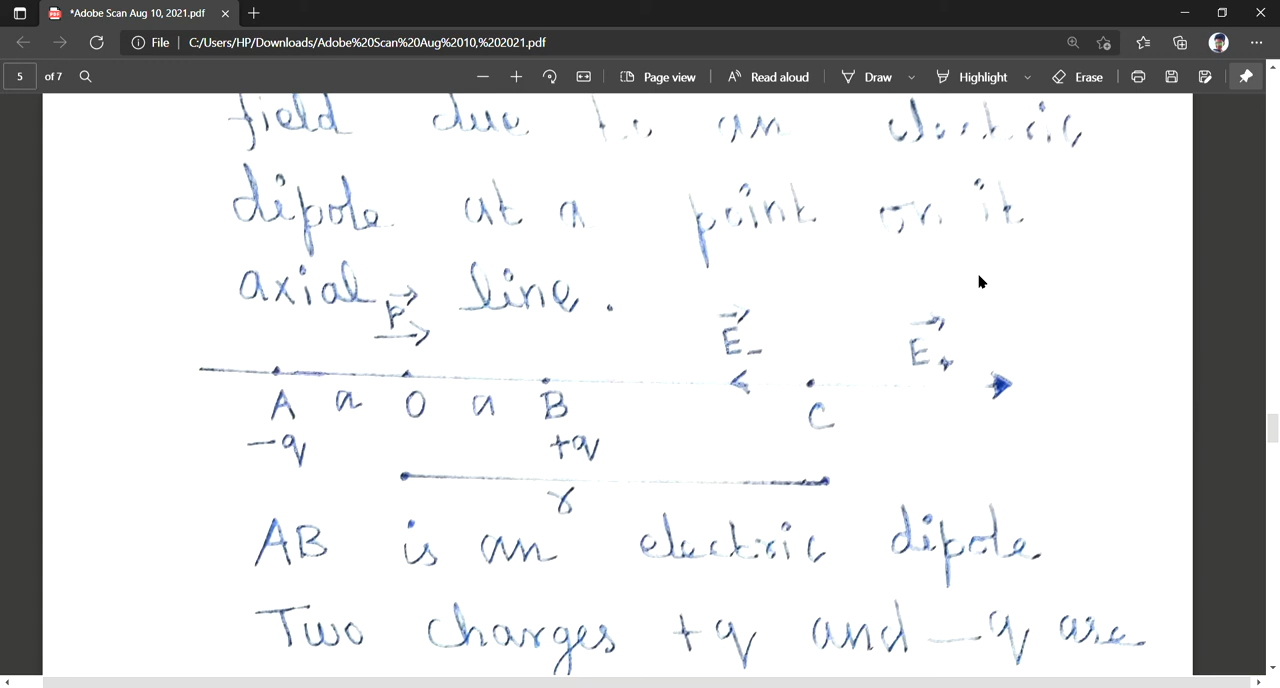 *Adobe Scan Aug 10, 2021.pdf
File | C:/Users/HP/Downloads/Adobe%20Scan%20Aug%2010,%202021.pdf
5 of 7 Page view Read aloud Draw Highlight Erase
field due to an electric
dipole at a point on it
axial line.
P E- E+
A a O a B C
-q +q
r
AB is an electric dipole.
Two charges +q and -q are